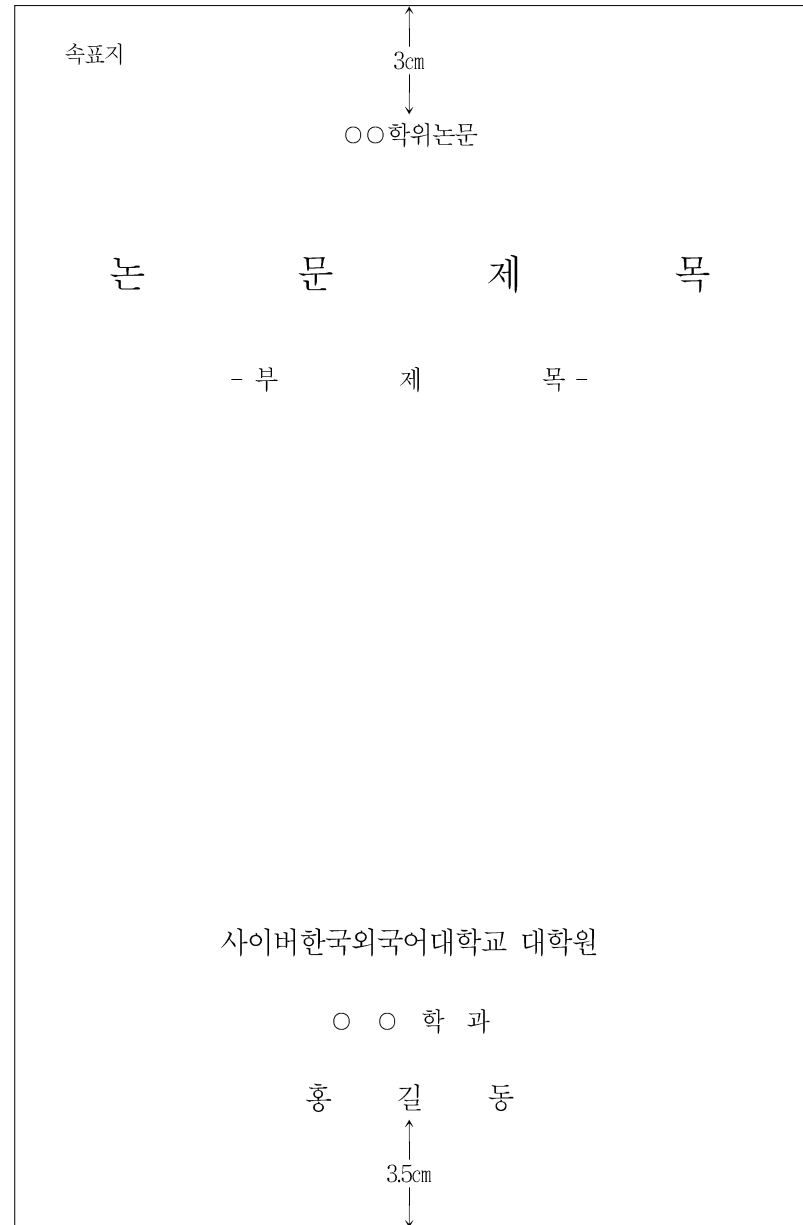 속표지
3cm
○○학위논문
논 문 제 목
- 부 제 목 -
사이버한국외국어대학교 대학원
○ ○ 학 과
홍 길 동
3.5cm